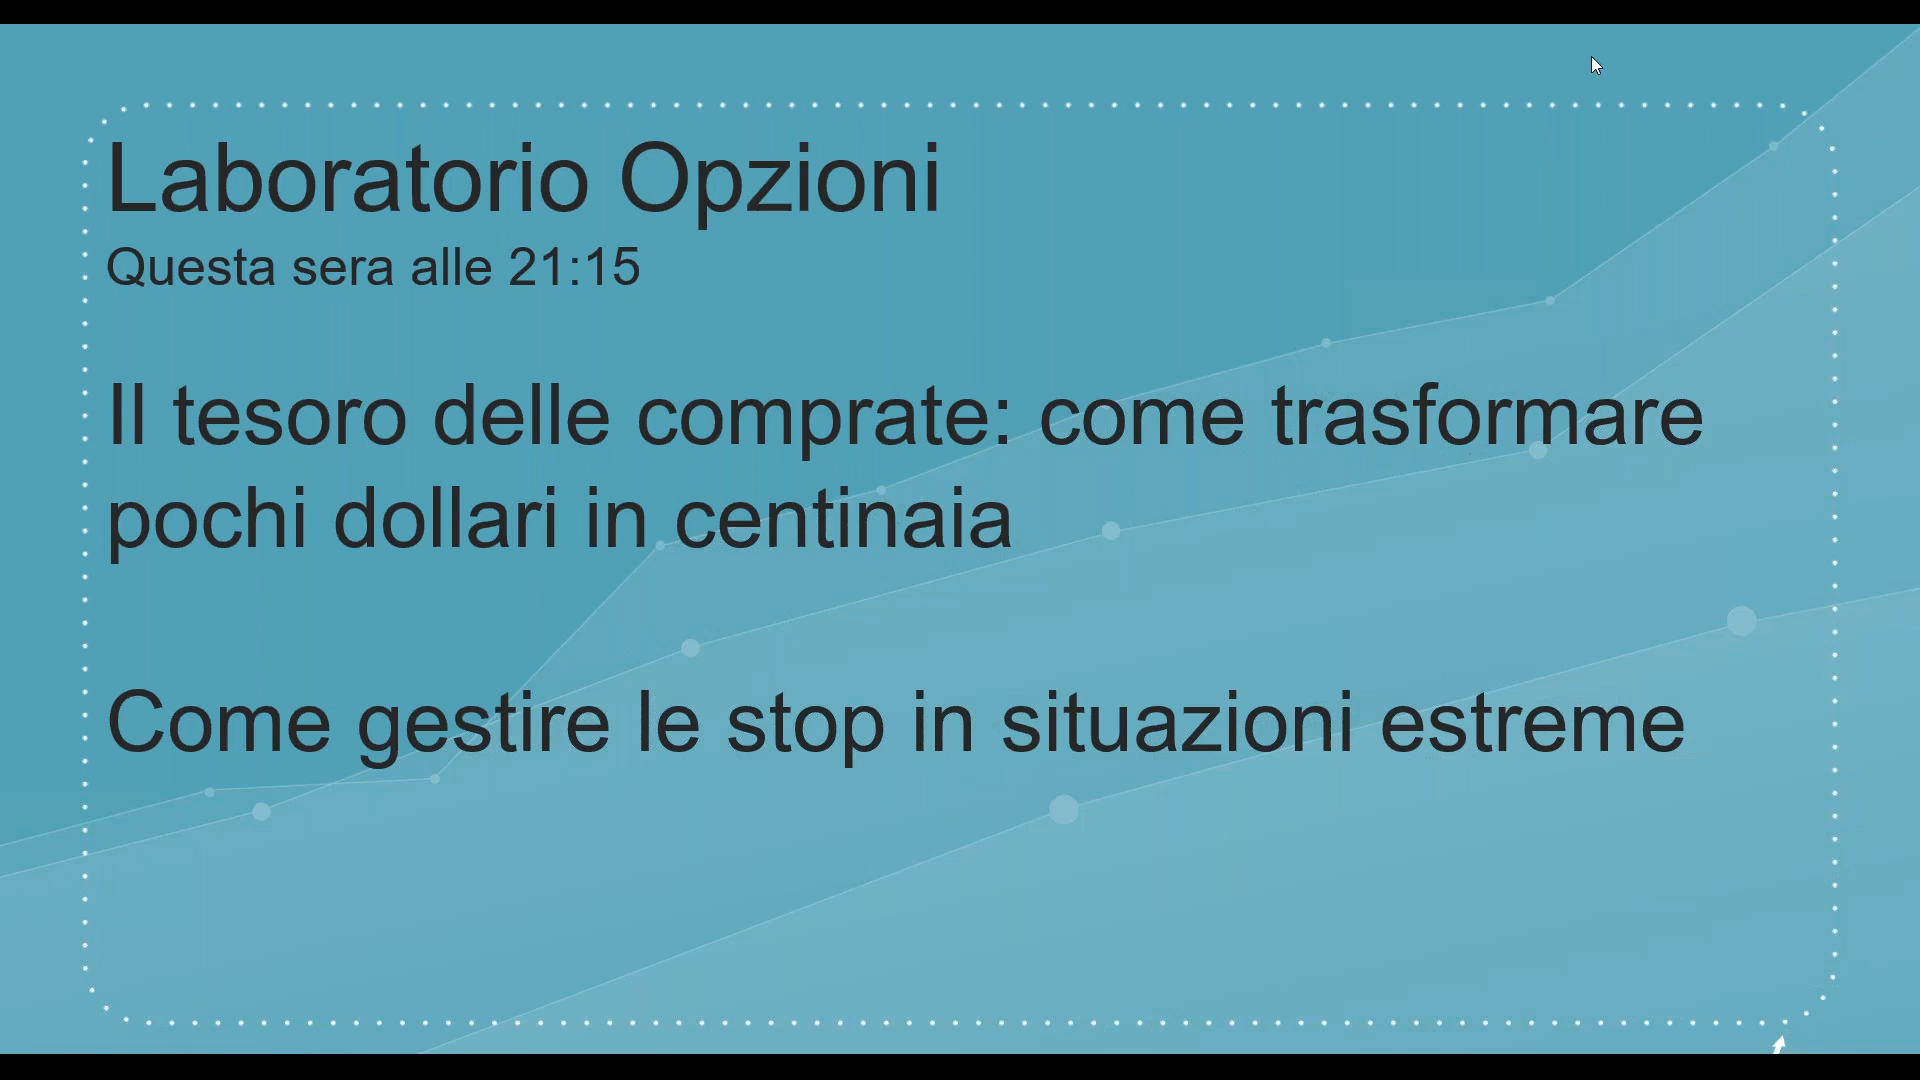 Laboratorio Opzioni
Questa sera alle 21:15
Il tesoro delle comprate: come trasformare
pochi dollari in centinaia
Come gestire le stop in situazioni estreme